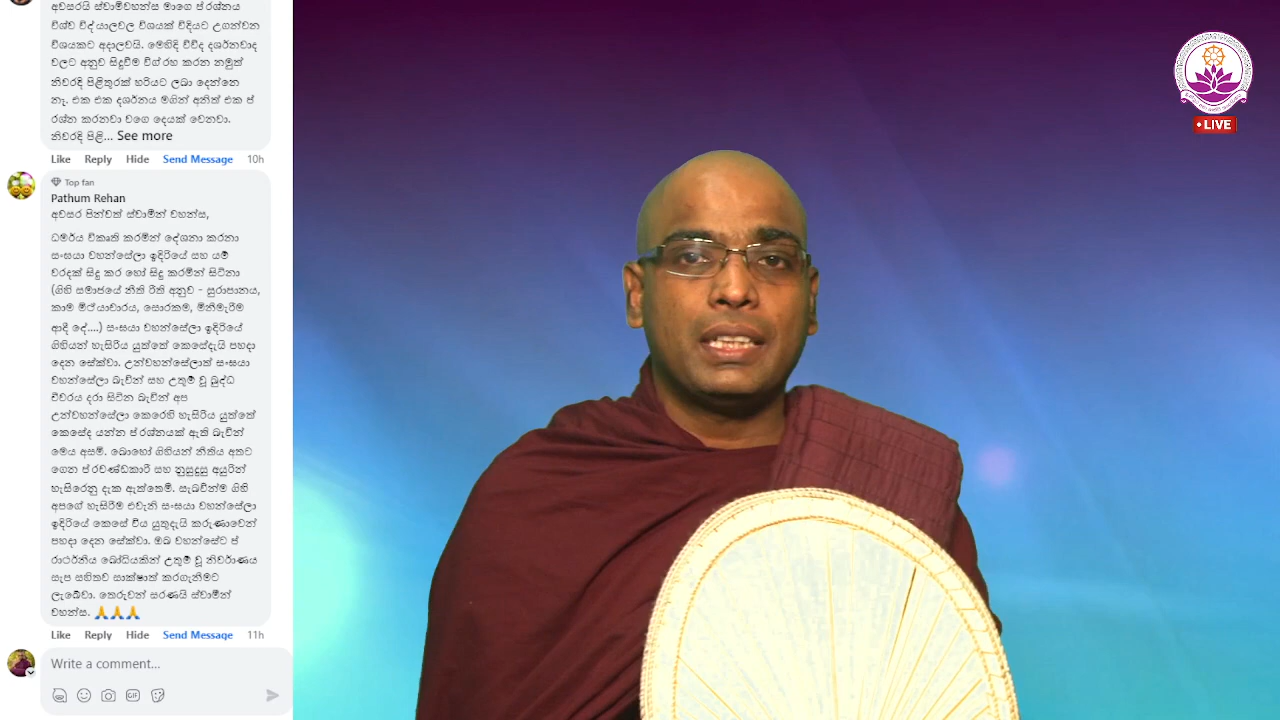 අවසරයි ස්වාමීවහන්ස මාගෙ ප්‍රශ්නය
විශ්ව විද්‍යාලවල විශයක් විදියට උගන්වන
විශයකට අදාලවයි. මෙහිදි විවිද දර්ශනවාද
වලට අනුව සිදුවීම විග්‍රහ කරන නමුත්
නිවරඳි පිළිතුරක් හරියට ලබා දෙන්නෙ
නෑ. එක එක දර්ශනය මගින් අනිත් එක ප්‍
රශ්න කරනවා වගෙ දෙයක් වෙනවා.
නිවරඳි පිළි... See more
Like Reply Hide Send Message 10h
Top fan
Pathum Rehan
අවසර පින්වත් ස්වාමීන් වහන්ස,
ධර්මය විකෘති කරමින් දේශනා කරනා
සංඝයා වහන්සේලා ඉදිරියේ සහ යම්
වරදක් සිදු කර හෝ සිදු කරමින් සිටිනා
(ගිහි සමාජයේ නීති රීති අනුව - සුරාපානය,
කාම මිථ්‍යාචාරය, සොරකම, මිනීමැරීම
ආදී දේ....) සංඝයා වහන්සේලා ඉදිරියේ
ගිහියන් හැසිරිය යුත්තේ කෙසේදැයි පහදා
දෙන සේක්වා. උන්වහන්සේලාත් සංඝයා
වහන්සේලා බැවින් සහ උතුම් වූ බුද්ධ
චීවරය දරා සිටින බැවින් අප
උන්වහන්සේලා කෙරෙහි හැසිරිය යුත්තේ
කෙසේද යන්න ප්‍රශ්නයක් ඇති බැවින්
මෙය අසමි. බොහෝ ගිහියන් නීතිය අතට
ගෙන ප්‍රචණ්ඩකාරී සහ නුසුදුසු අයුරින්
හැසිරෙනු දැක ඇත්තෙමි. සැබවින්ම ගිහි
අපගේ හැසිරීම එවැනි සංඝයා වහන්සේලා
ඉදිරියේ කෙසේ විය යුතුදැයි කරුණාවෙන්
පහදා දෙන සේක්වා. ඔබ වහන්සේට ප්‍
රාර්ථනීය බෝධියකින් උතුම් වූ නිර්වාණය
සැප සහිතව සාක්ෂාත් කරගැනීමට
ලැබේවා. තෙරුවන් සරණයි ස්වාමීන්
වහන්ස. 🙏🙏🙏
Like Reply Hide Send Message 11h
Write a comment...
GIF
• LIVE